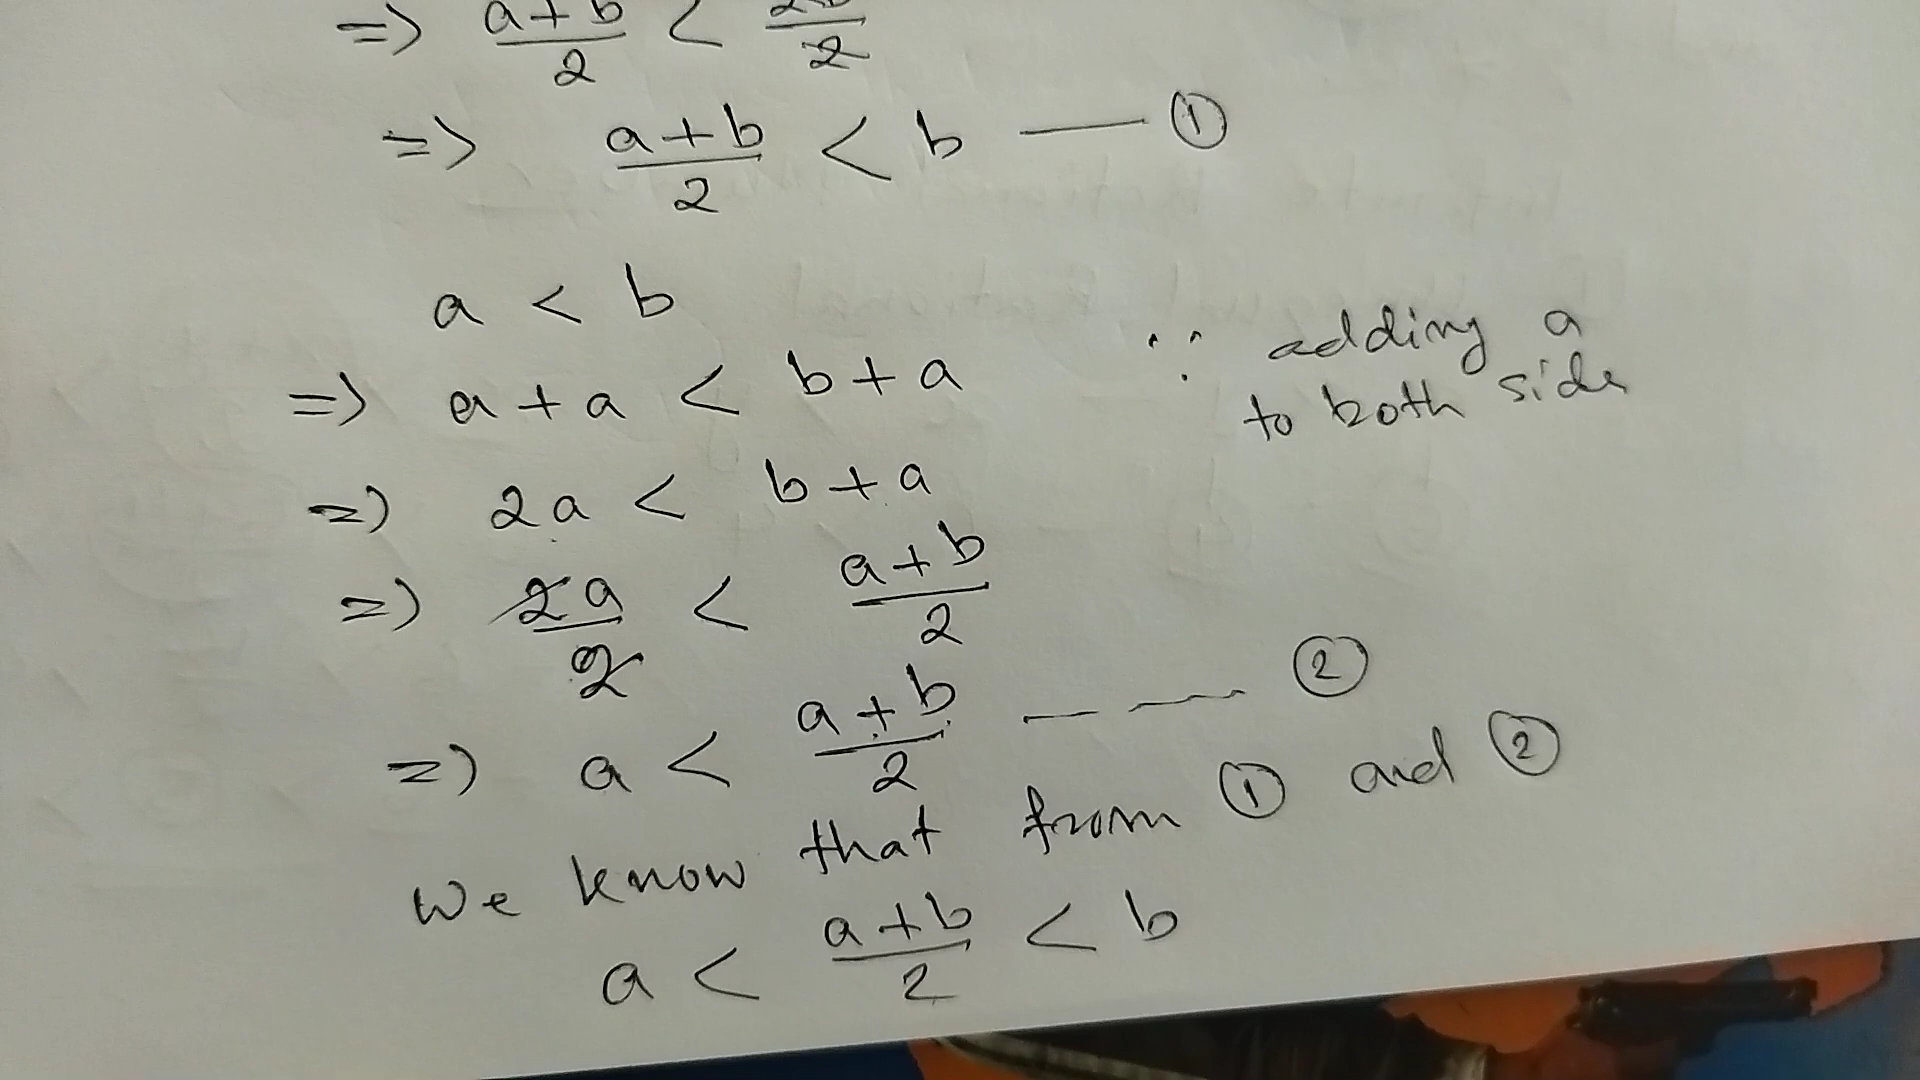 => a+b/2 < 2b/2
=> a+b/2 < b —— ①
a < b
=> a+a < b+a ∵ adding a
to both side
=> 2a < b+a
=> 2a/2 < a+b/2
=> a < a+b/2 —— —— ②
We know that from ① and ②
a < a+b/2 < b